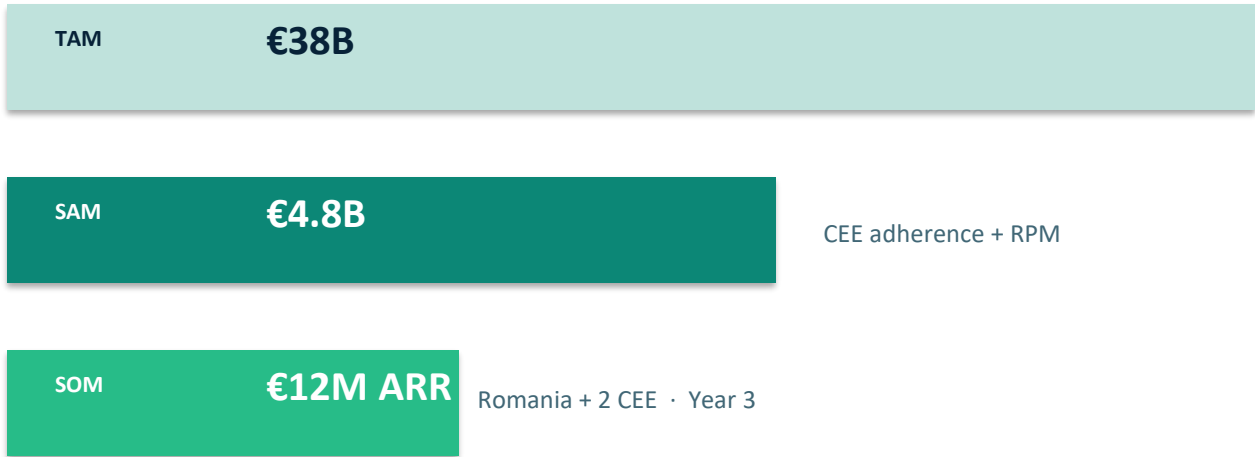 TAM €38B
SAM €4.8B
CEE adherence + RPM
SOM €12M ARR
Romania + 2 CEE · Year 3